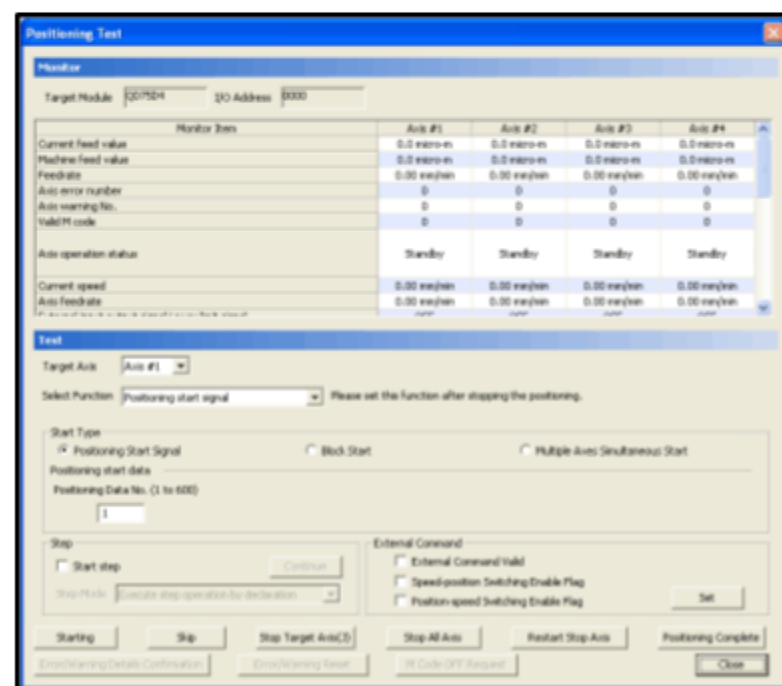 Positioning Test
Monitor
Target Module QD75D4 I/O Address 0000
Monitor Item Axis #1 Axis #2 Axis #3 Axis #4
Current feed value 0.0 micro-m 0.0 micro-m 0.0 micro-m 0.0 micro-m
Machine feed value 0.0 micro-m 0.0 micro-m 0.0 micro-m 0.0 micro-m
Feedrate 0.00 mm/min 0.00 mm/min 0.00 mm/min 0.00 mm/min
Axis error number 0 0 0 0
Axis warning No. 0 0 0 0
Valid M code 0 0 0 0
Axis operation status Standby Standby Standby Standby
Current speed 0.00 mm/min 0.00 mm/min 0.00 mm/min 0.00 mm/min
Axis feedrate 0.00 mm/min 0.00 mm/min 0.00 mm/min 0.00 mm/min
Test
Target Axis Axis #1
Select Function Positioning start signal Please set this function after stopping the positioning.
Start Type
Positioning Start Signal Block Start Multiple Axes Simultaneous Start
Positioning start data
Positioning Data No. (1 to 600)
1
Step External Command
Start step Continue External Command Valid
Speed-position Switching Enable Flag
Step Mode Execute step operation by declaration Position-speed Switching Enable Flag Set
Starting Skip Stop Target Axis(J) Stop All Axis Restart Stop Axis Positioning Complete
Error/Warning Details Confirmation Error/Warning Reset M Code OFF Request Close